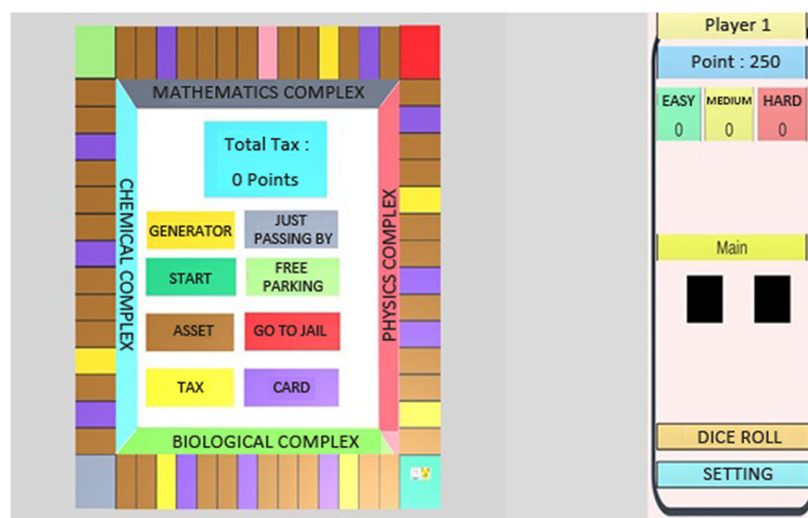 MATHEMATICS COMPLEX
Total Tax :
0 Points
CHEMICAL COMPLEX
PHYSICS COMPLEX
GENERATOR
JUST
PASSING BY
START
FREE
PARKING
ASSET
GO TO JAIL
TAX
CARD
BIOLOGICAL COMPLEX
Player 1
Point : 250
EASY MEDIUM HARD
0 0 0
Main
DICE ROLL
SETTING